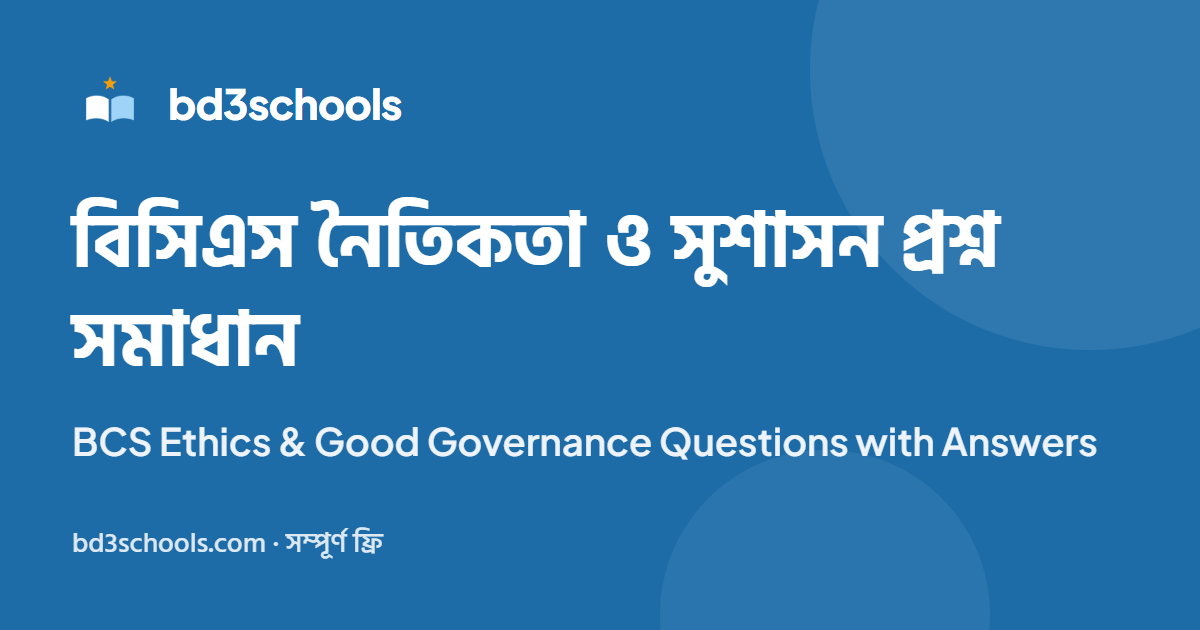 bd3schools
বিসিএস নৈতিকতা ও সুশাসন প্রশ্ন
সমাধান
BCS Ethics & Good Governance Questions with Answers
bd3schools.com · সম্পূর্ণ ফ্রি